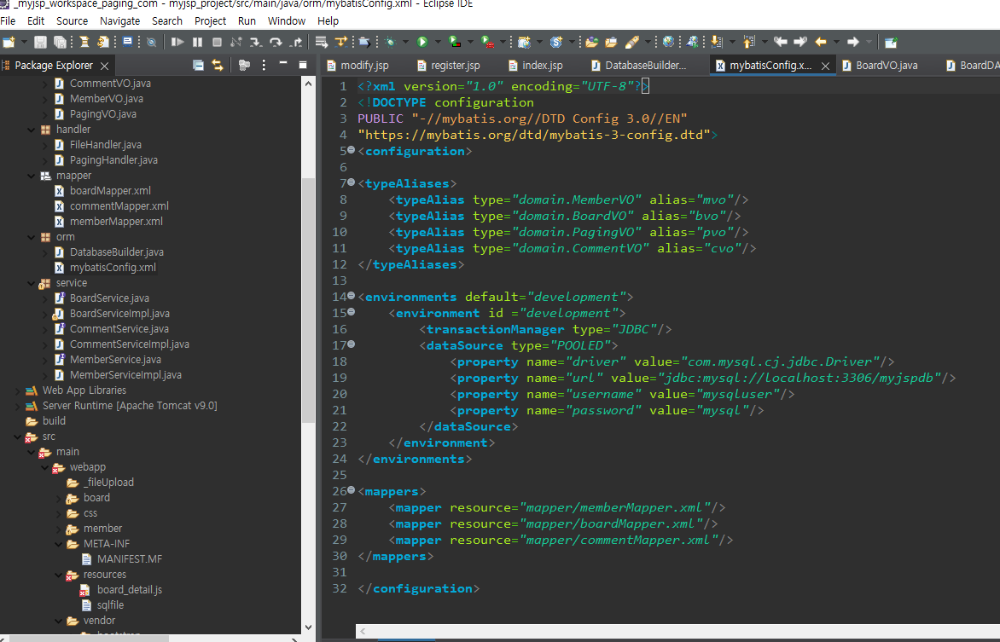 _myjsp_workspace_paging_com - myjsp_project/src/main/java/orm/mybatisConfig.xml - Eclipse IDE
File Edit Source Navigate Search Project Run Window Help
Package Explorer
CommentVO.java
MemberVO.java
PagingVO.java
handler
FileHandler.java
PagingHandler.java
mapper
boardMapper.xml
commentMapper.xml
memberMapper.xml
orm
DatabaseBuilder.java
mybatisConfig.xml
service
BoardService.java
BoardServiceImpl.java
CommentService.java
CommentServiceImpl.java
MemberService.java
MemberServiceImpl.java
Web App Libraries
Server Runtime [Apache Tomcat v9.0]
build
src
main
webapp
_fileUpload
board
css
member
META-INF
MANIFEST.MF
resources
board_detail.js
sqlfile
vendor
modify.jsp register.jsp index.jsp DatabaseBuilder... mybatisConfig.x... BoardVO.java BoardDA
1 <?xml version="1.0" encoding="UTF-8"?>
2 <!DOCTYPE configuration
3 PUBLIC "-//mybatis.org//DTD Config 3.0//EN"
4 "https://mybatis.org/dtd/mybatis-3-config.dtd">
5 <configuration>
6
7 <typeAliases>
8 <typeAlias type="domain.MemberVO" alias="mvo"/>
9 <typeAlias type="domain.BoardVO" alias="bvo"/>
10 <typeAlias type="domain.PagingVO" alias="pvo"/>
11 <typeAlias type="domain.CommentVO" alias="cvo"/>
12 </typeAliases>
13
14 <environments default="development">
15 <environment id ="development">
16 <transactionManager type="JDBC"/>
17 <dataSource type="POOLED">
18 <property name="driver" value="com.mysql.cj.jdbc.Driver"/>
19 <property name="url" value="jdbc:mysql://localhost:3306/myjspdb"/>
20 <property name="username" value="mysqluser"/>
21 <property name="password" value="mysql"/>
22 </dataSource>
23 </environment>
24 </environments>
25
26 <mappers>
27 <mapper resource="mapper/memberMapper.xml"/>
28 <mapper resource="mapper/boardMapper.xml"/>
29 <mapper resource="mapper/commentMapper.xml"/>
30 </mappers>
31
32 </configuration>